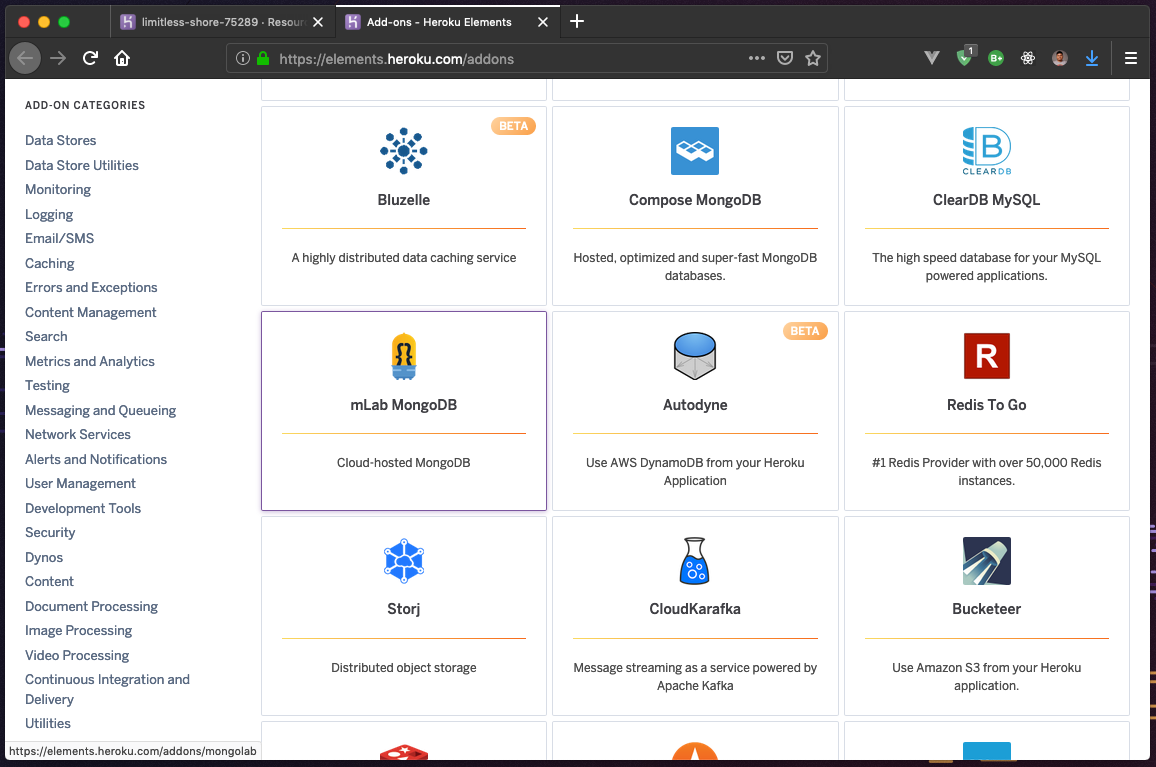 limitless-shore-75289 · Resour
Add-ons - Heroku Elements
https://elements.heroku.com/addons
1
B+
ADD-ON CATEGORIES
Data Stores
Data Store Utilities
Monitoring
Logging
Email/SMS
Caching
Errors and Exceptions
Content Management
Search
Metrics and Analytics
Testing
Messaging and Queueing
Network Services
Alerts and Notifications
User Management
Development Tools
Security
Dynos
Content
Document Processing
Image Processing
Video Processing
Continuous Integration and
Delivery
Utilities
https://elements.heroku.com/addons/mongolab
BETA
Bluzelle
A highly distributed data caching service
Compose MongoDB
Hosted, optimized and super-fast MongoDB
databases.
B
CLEARDB
ClearDB MySQL
The high speed database for your MySQL
powered applications.
mLab MongoDB
Cloud-hosted MongoDB
BETA
Autodyne
Use AWS DynamoDB from your Heroku
Application
R
Redis To Go
#1 Redis Provider with over 50,000 Redis
instances.
Storj
Distributed object storage
CloudKarafka
Message streaming as a service powered by
Apache Kafka
Bucketeer
Use Amazon S3 from your Heroku
application.